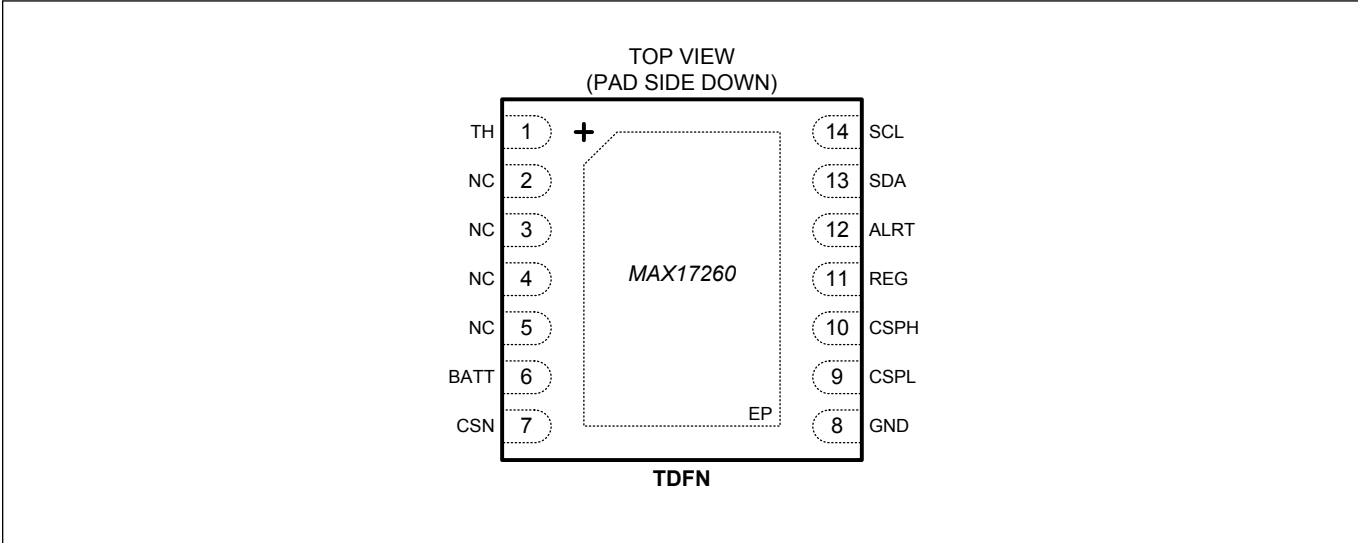 TOP VIEW
(PAD SIDE DOWN)
TH 1 + 14 SCL
NC 2 13 SDA
NC 3 12 ALRT
NC 4 MAX17260 11 REG
NC 5 10 CSPH
BATT 6 9 CSPL
CSN 7 EP 8 GND
TDFN